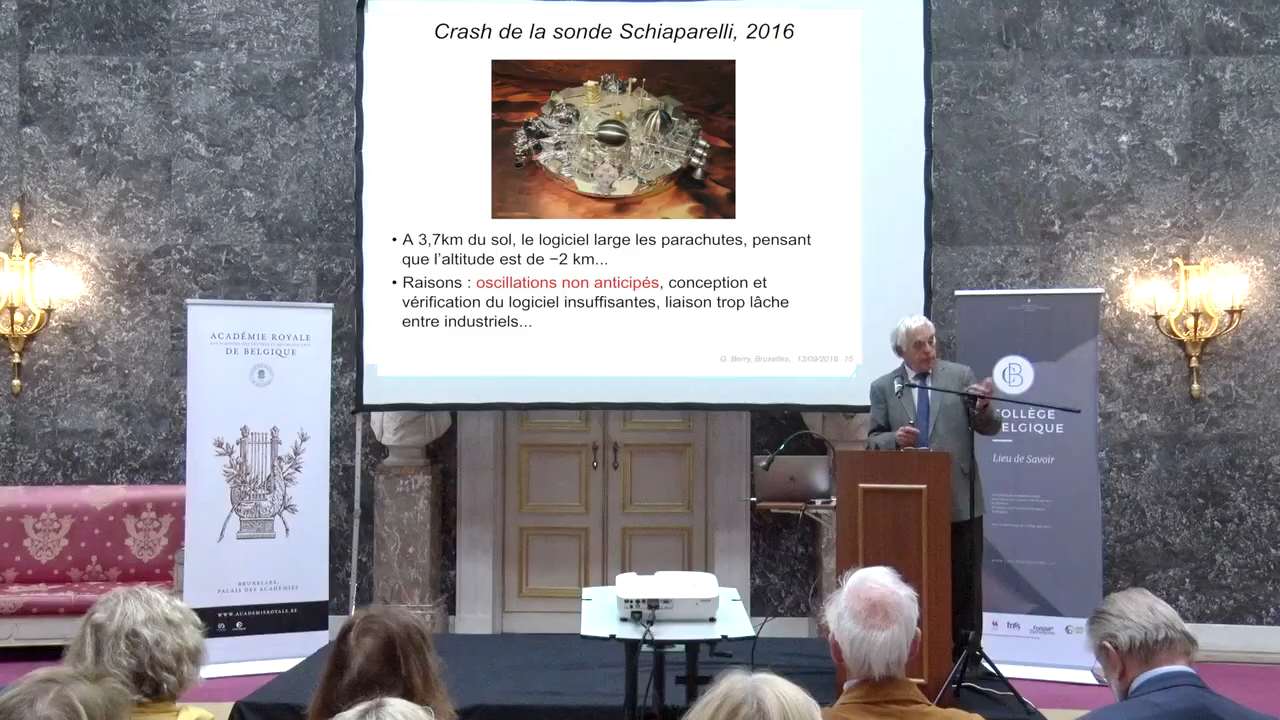 Crash de la sonde Schiaparelli, 2016
• A 3,7km du sol, le logiciel large les parachutes, pensant
que l'altitude est de −2 km...
• Raisons : oscillations non anticipés, conception et
vérification du logiciel insuffisantes, liaison trop lâche
entre industriels...
G. Berry, Bruxelles, 13/09/2018 15
ACADÉMIE ROYALE
DE BELGIQUE
BRUXELLES,
PALAIS DES ACADÉMIES
WWW.ACADEMIEROYALE.BE
CB
COLLÈGE
BELGIQUE
Lieu de Savoir
fnrs